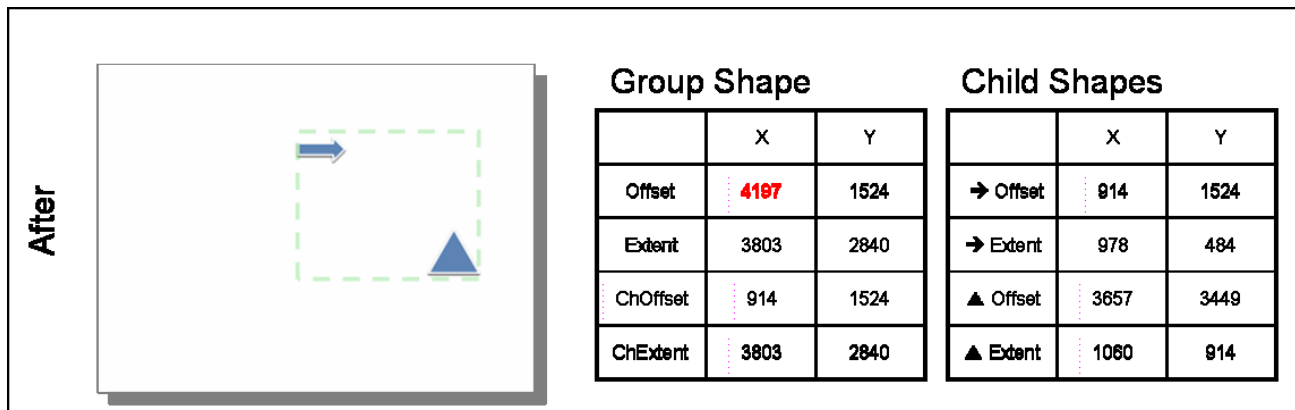 After
Group Shape
X Y
Offset 4197 1524
Extent 3803 2840
ChOffset 914 1524
ChExtent 3803 2840
Child Shapes
X Y
➔ Offset 914 1524
➔ Extent 978 484
▲ Offset 3657 3449
▲ Extent 1060 914